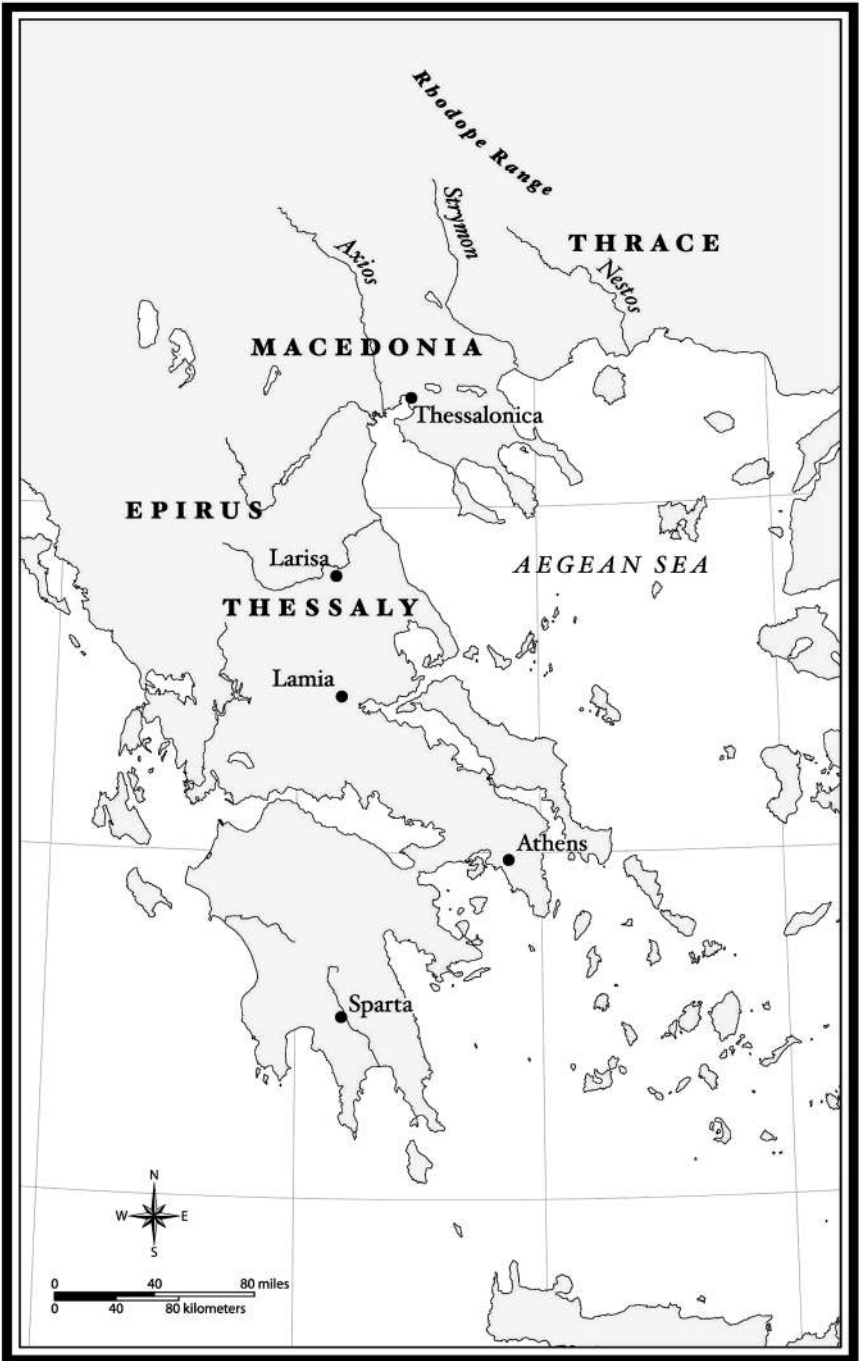 Rhodope Range
Strymon
THRACE
Axios
Nestos
MACEDONIA
Thessalonica
EPIRUS
Larisa
AEGEAN SEA
THESSALY
Lamia
Athens
Sparta
N
W E
S
0 40 80 miles
0 40 80 kilometers